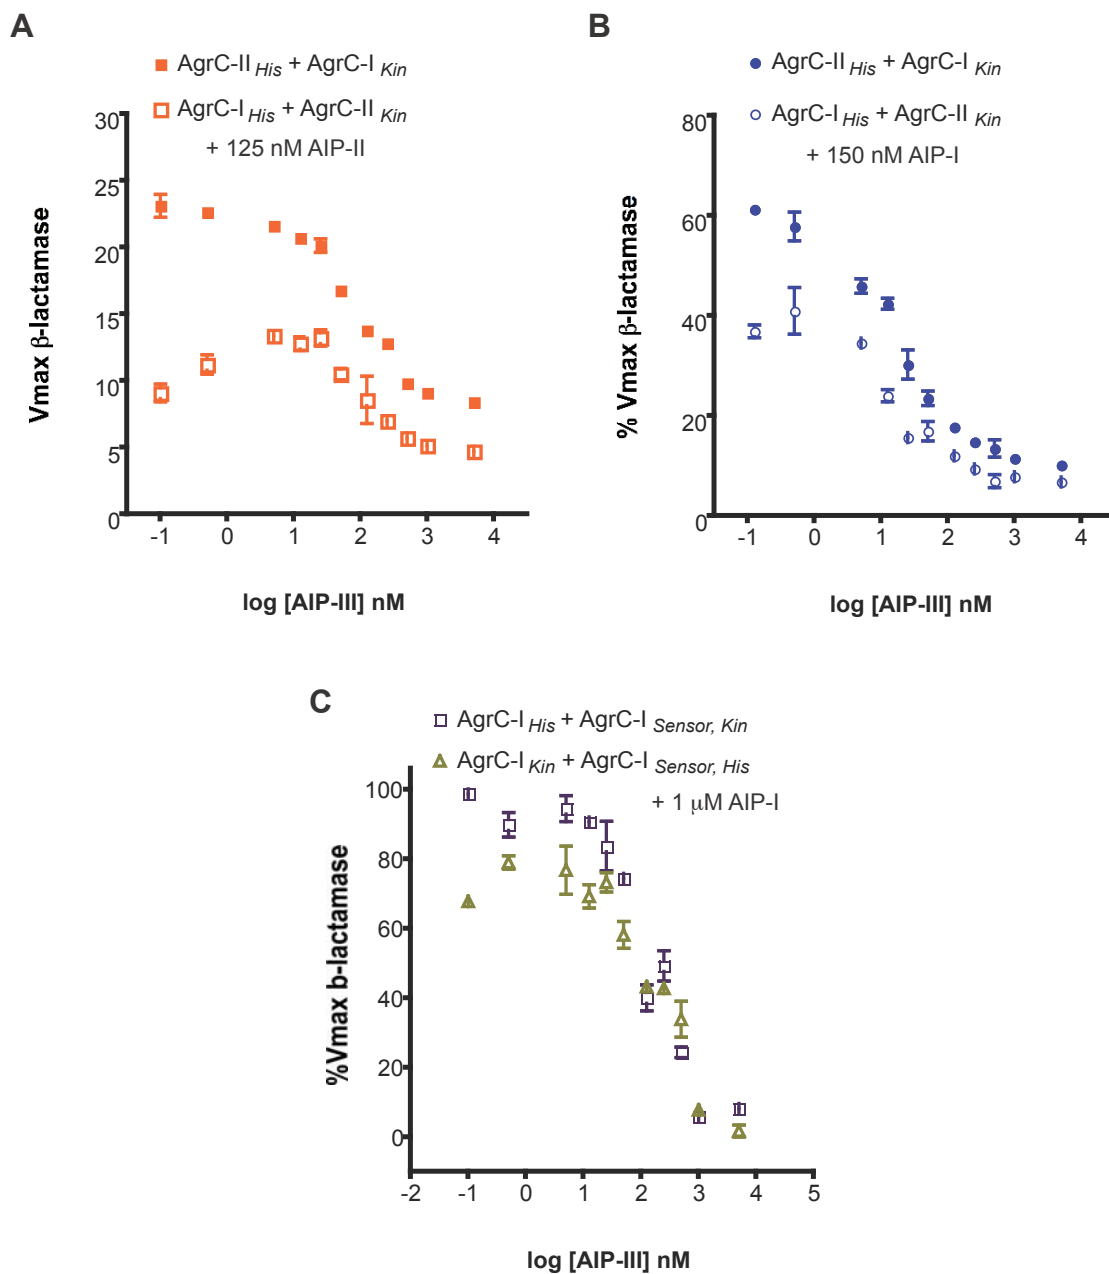 A
AgrC-II His + AgrC-I Kin
AgrC-I His + AgrC-II Kin
+ 125 nM AIP-II
Vmax β-lactamase
30
25
20
15
10
5
0
-1 0 1 2 3 4
log [AIP-III] nM
B
AgrC-II His + AgrC-I Kin
AgrC-I His + AgrC-II Kin
+ 150 nM AIP-I
% Vmax β-lactamase
80
60
40
20
0
-1 0 1 2 3 4
log [AIP-III] nM
C
AgrC-I His + AgrC-I Sensor, Kin
AgrC-I Kin + AgrC-I Sensor, His
+ 1 μM AIP-I
%Vmax b-lactamase
100
80
60
40
20
0
-2 -1 0 1 2 3 4 5
log [AIP-III] nM